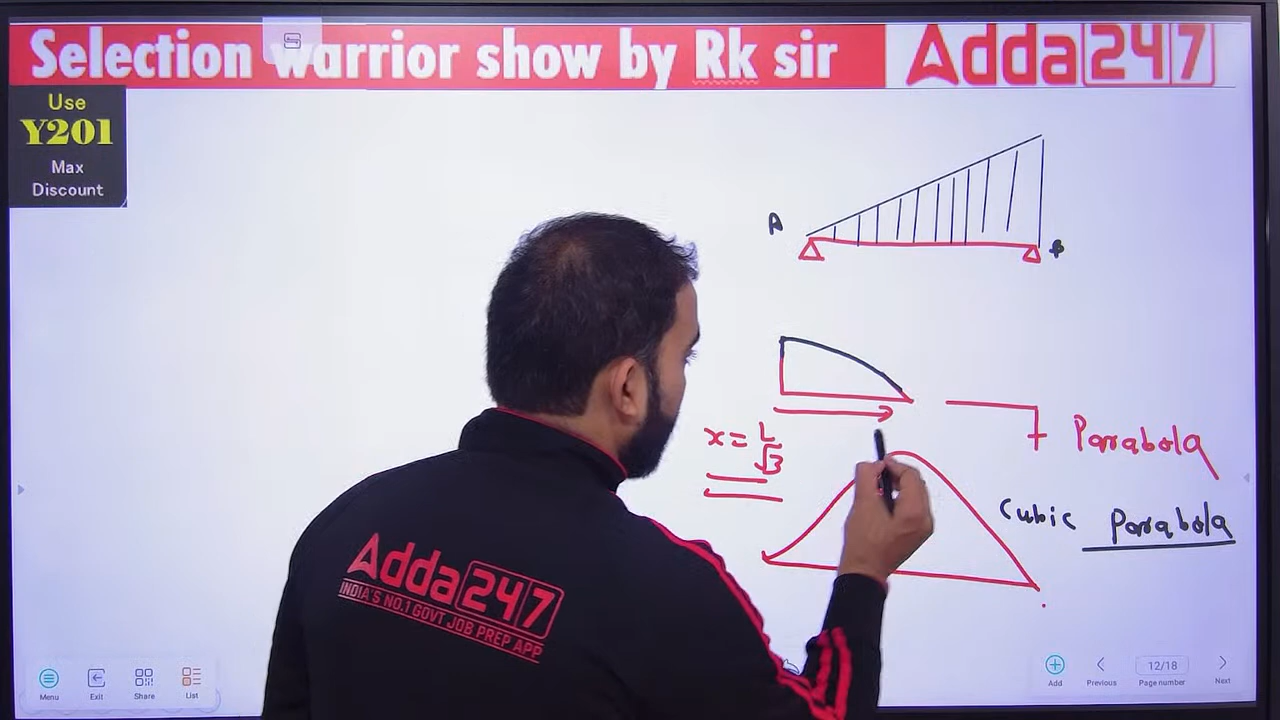 Selection warrior show by Rk sir
Adda247
Use
Y201
Max
Discount
A
B
x = L/√3
Parabola
Cubic Parabola
Adda247
INDIA'S NO.1 GOVT JOB PREP APP
Menu
Exit
Share
List
Add
Previous
12/18
Page number
Next